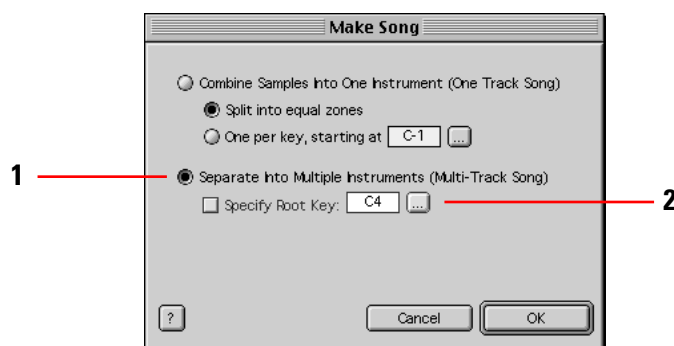 Make Song
Combine Samples Into One Instrument (One Track Song)
Split into equal zones
One per key, starting at C-1 ...
1 Separate Into Multiple Instruments (Multi-Track Song)
Specify Root Key: C4 ... 2
? Cancel OK